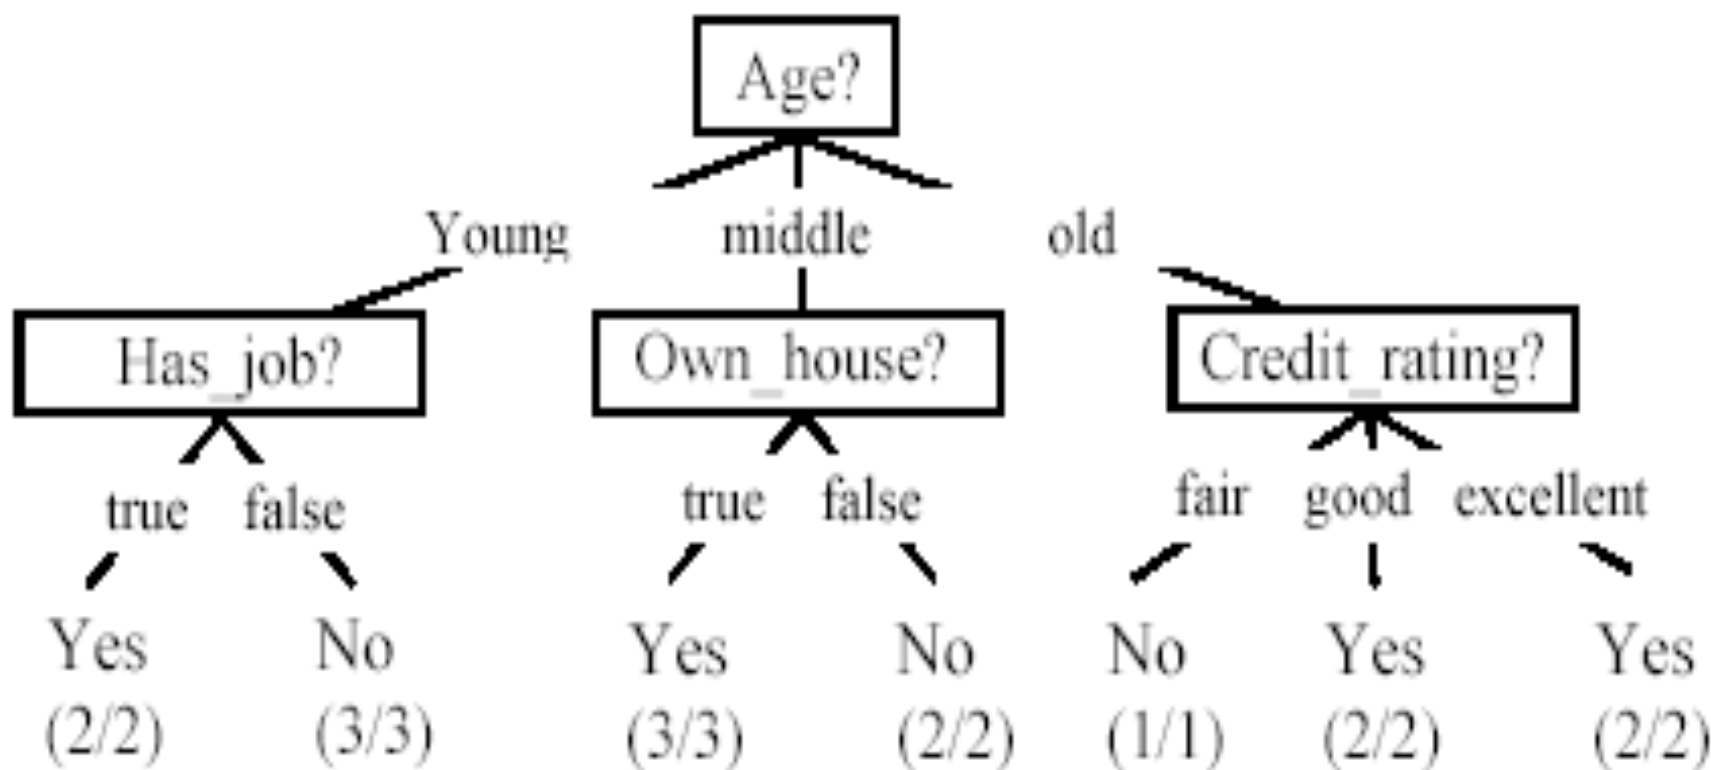 Age?
Young middle old
Has_job? Own_house? Credit_rating?
true false true false fair good excellent
Yes No Yes No No Yes Yes
(2/2) (3/3) (3/3) (2/2) (1/1) (2/2) (2/2)